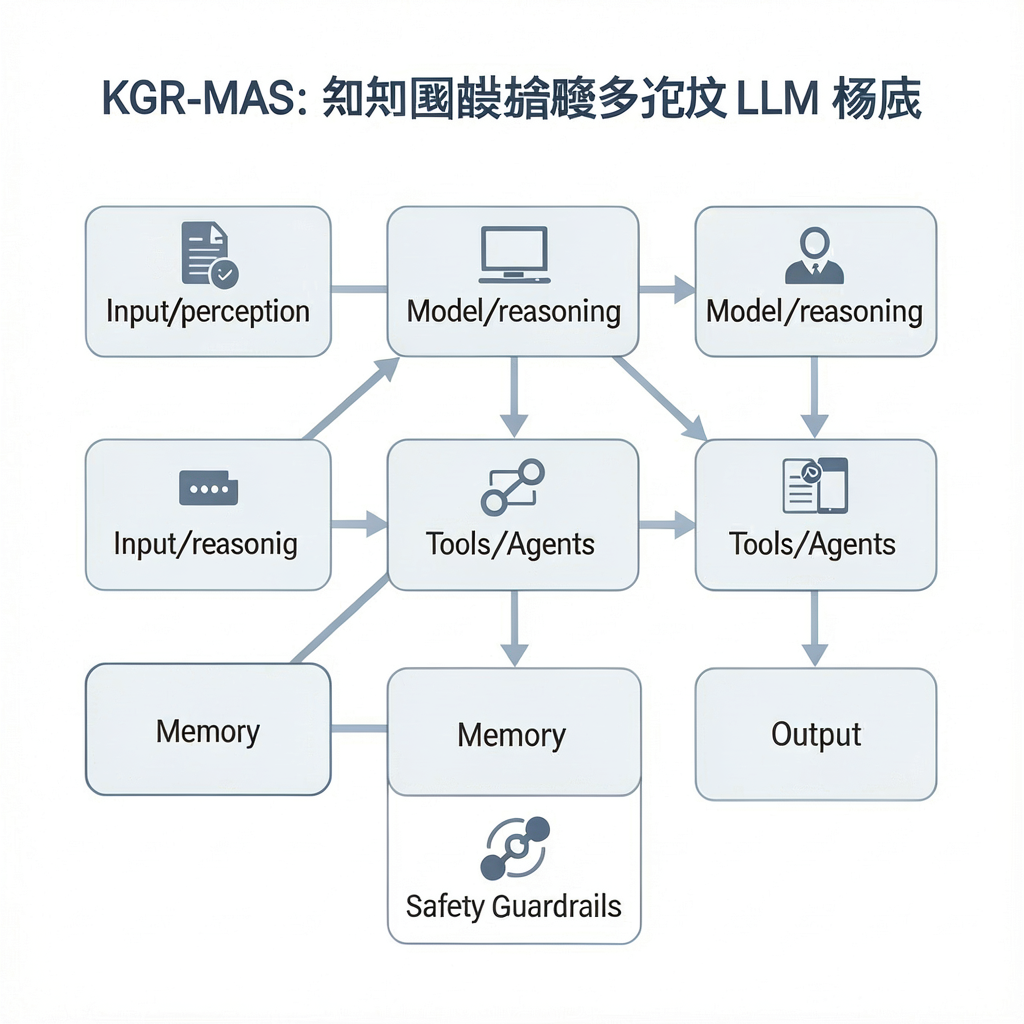 KGR-MAS: 多 LLM
Input/perception
Model/reasoning
Model/reasoning
Input/reasonig
Tools/Agents
Tools/Agents
Memory
Memory
Output
Safety Guardrails